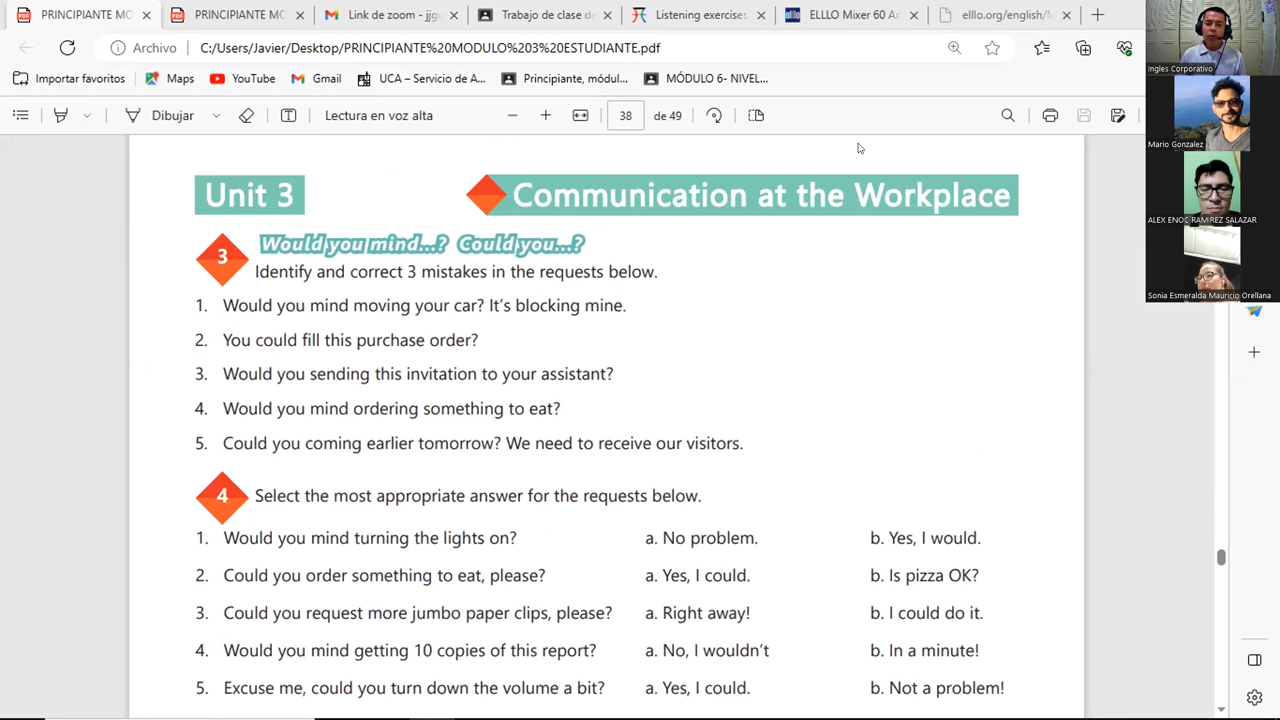 PRINCIPIANTE MO
PRINCIPIANTE MO
Link de zoom - jjg
Trabajo de clase d
Listening exercises
ELLLO Mixer 60 A
elllo.org/english/
Archivo
C:/Users/Javier/Desktop/PRINCIPIANTE%20MODULO%203%20ESTUDIANTE.pdf
Importar favoritos
Maps
YouTube
Gmail
UCA – Servicio de A...
Principiante, módul...
MÓDULO 6- NIVEL...
Dibujar
Lectura en voz alta
38
de 49
Ingles Corporativo
Mario Gonzalez
ALEX ENOC RAMIREZ SALAZAR
Sonia Esmeralda Mauricio Orellana
Unit 3
Communication at the Workplace
3
Would you mind...? Could you...?
Identify and correct 3 mistakes in the requests below.
1. Would you mind moving your car? It's blocking mine.
2. You could fill this purchase order?
3. Would you sending this invitation to your assistant?
4. Would you mind ordering something to eat?
5. Could you coming earlier tomorrow? We need to receive our visitors.
4
Select the most appropriate answer for the requests below.
1. Would you mind turning the lights on? a. No problem. b. Yes, I would.
2. Could you order something to eat, please? a. Yes, I could. b. Is pizza OK?
3. Could you request more jumbo paper clips, please? a. Right away! b. I could do it.
4. Would you mind getting 10 copies of this report? a. No, I wouldn't b. In a minute!
5. Excuse me, could you turn down the volume a bit? a. Yes, I could. b. Not a problem!